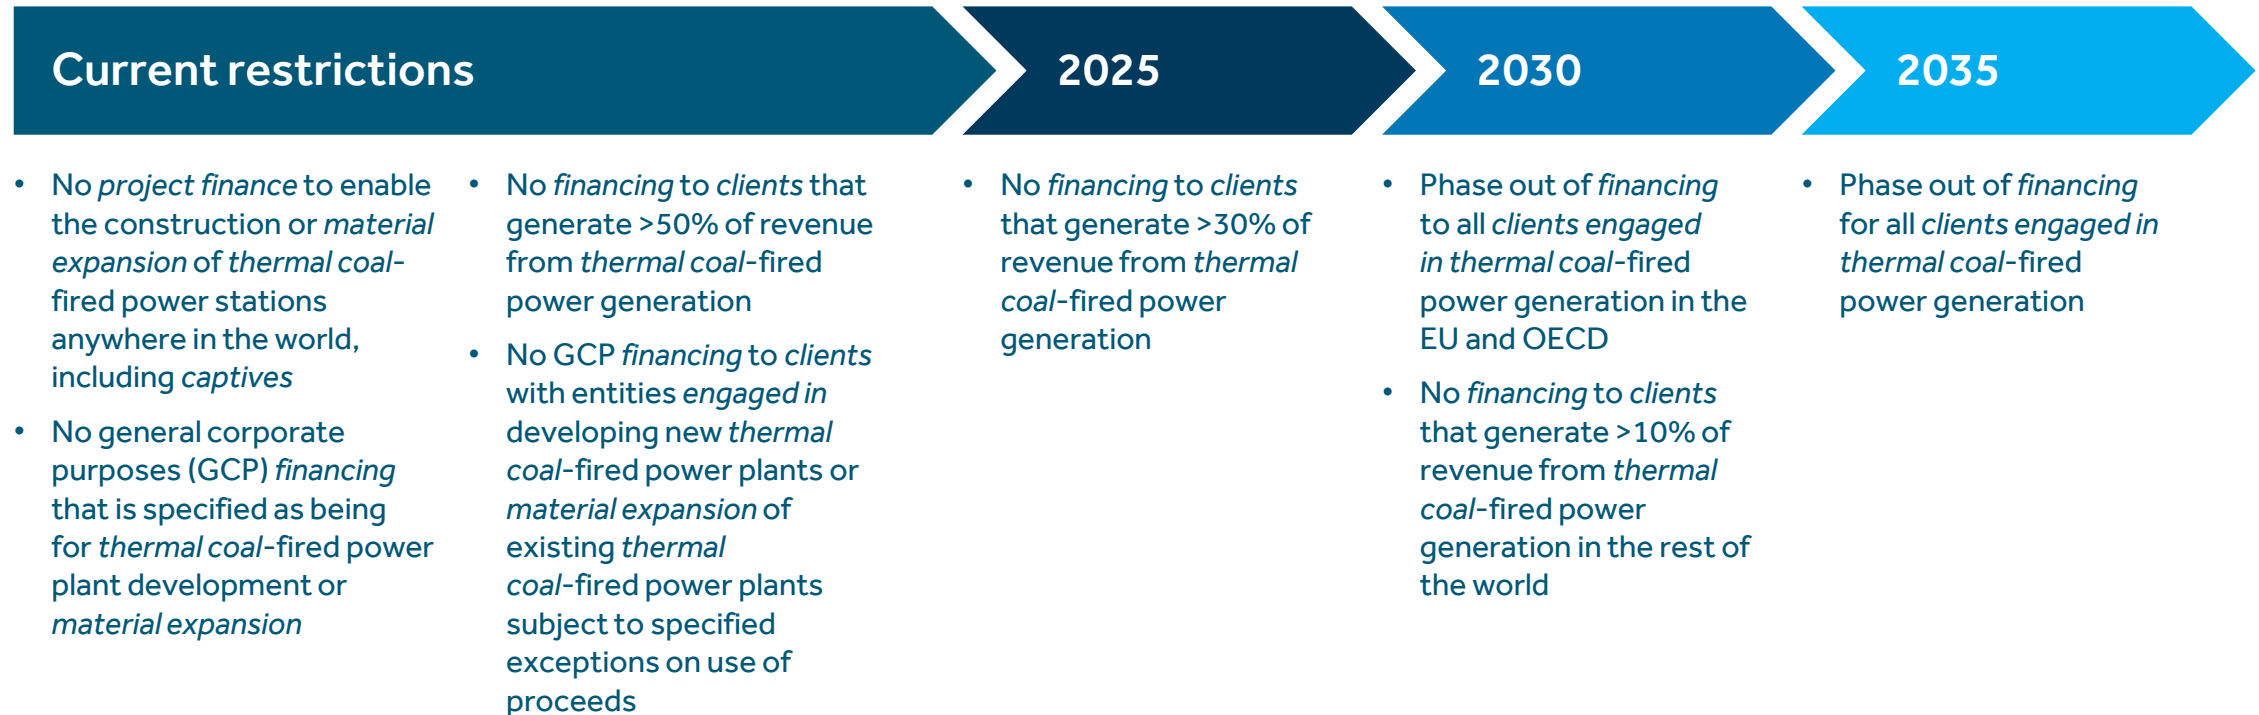 Current restrictions
2025
2030
2035
• No project finance to enable
the construction or material
expansion of thermal coal-
fired power stations
anywhere in the world,
including captives
• No general corporate
purposes (GCP) financing
that is specified as being
for thermal coal-fired power
plant development or
material expansion
• No financing to clients that
generate >50% of revenue
from thermal coal-fired
power generation
• No GCP financing to clients
with entities engaged in
developing new thermal
coal-fired power plants or
material expansion of
existing thermal
coal-fired power plants
subject to specified
exceptions on use of
proceeds
• No financing to clients
that generate >30% of
revenue from thermal
coal-fired power
generation
• Phase out of financing
to all clients engaged
in thermal coal-fired
power generation in the
EU and OECD
• No financing to clients
that generate >10% of
revenue from thermal
coal-fired power
generation in the rest of
the world
• Phase out of financing
for all clients engaged in
thermal coal-fired
power generation